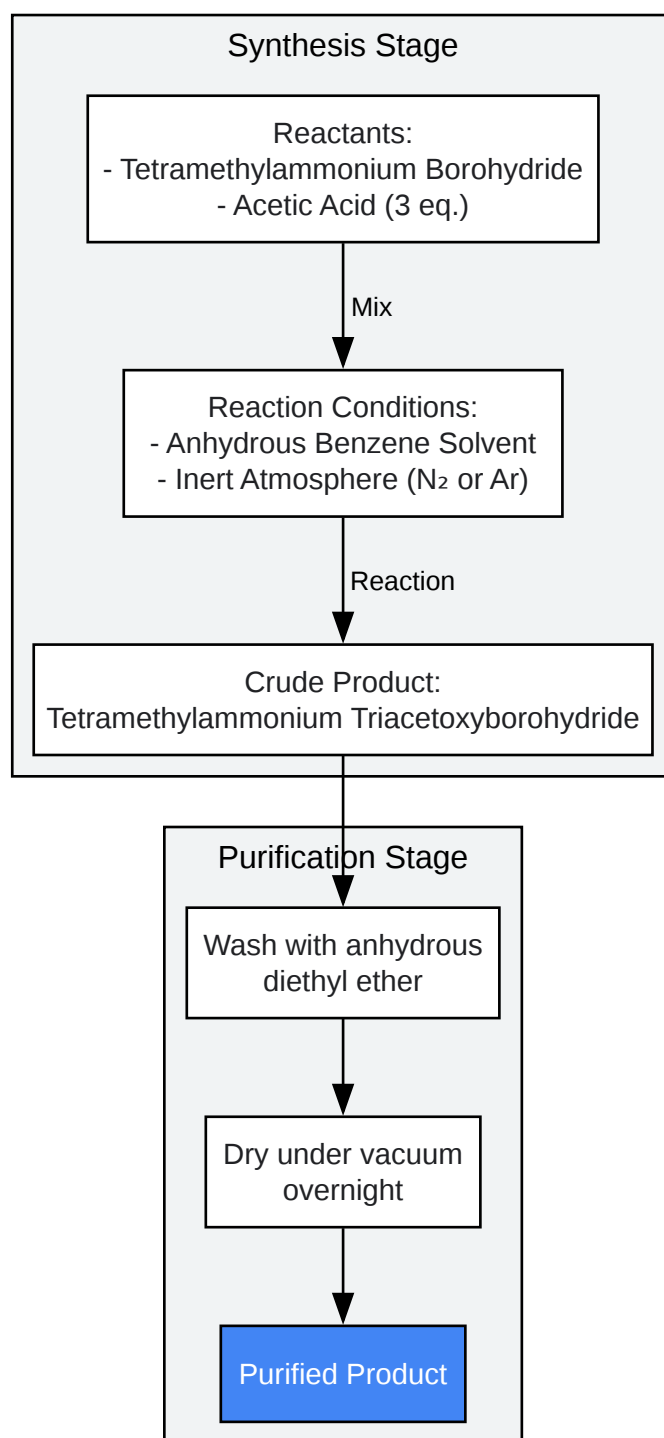 Synthesis Stage
Reactants:
- Tetramethylammonium Borohydride
- Acetic Acid (3 eq.)
Mix
Reaction Conditions:
- Anhydrous Benzene Solvent
- Inert Atmosphere (N₂ or Ar)
Reaction
Crude Product:
Tetramethylammonium Triacetoxyborohydride
Purification Stage
Wash with anhydrous
diethyl ether
Dry under vacuum
overnight
Purified Product